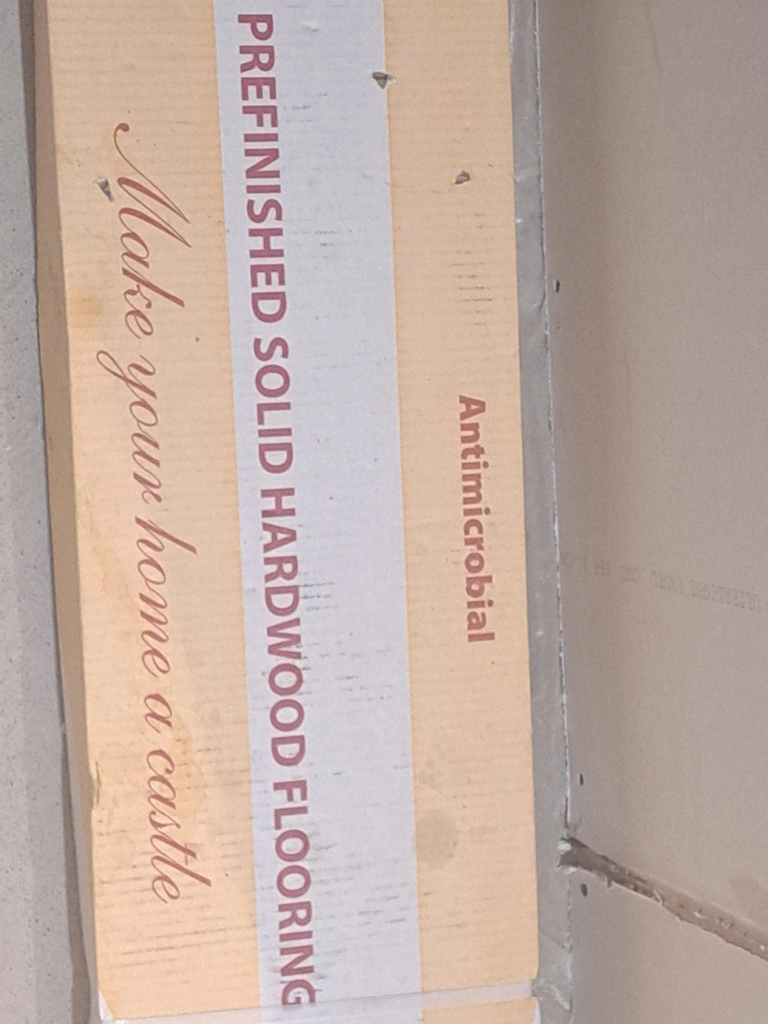 Antimicrobial
PREFINISHED SOLID HARDWOOD FLOORING
Make your home a castle